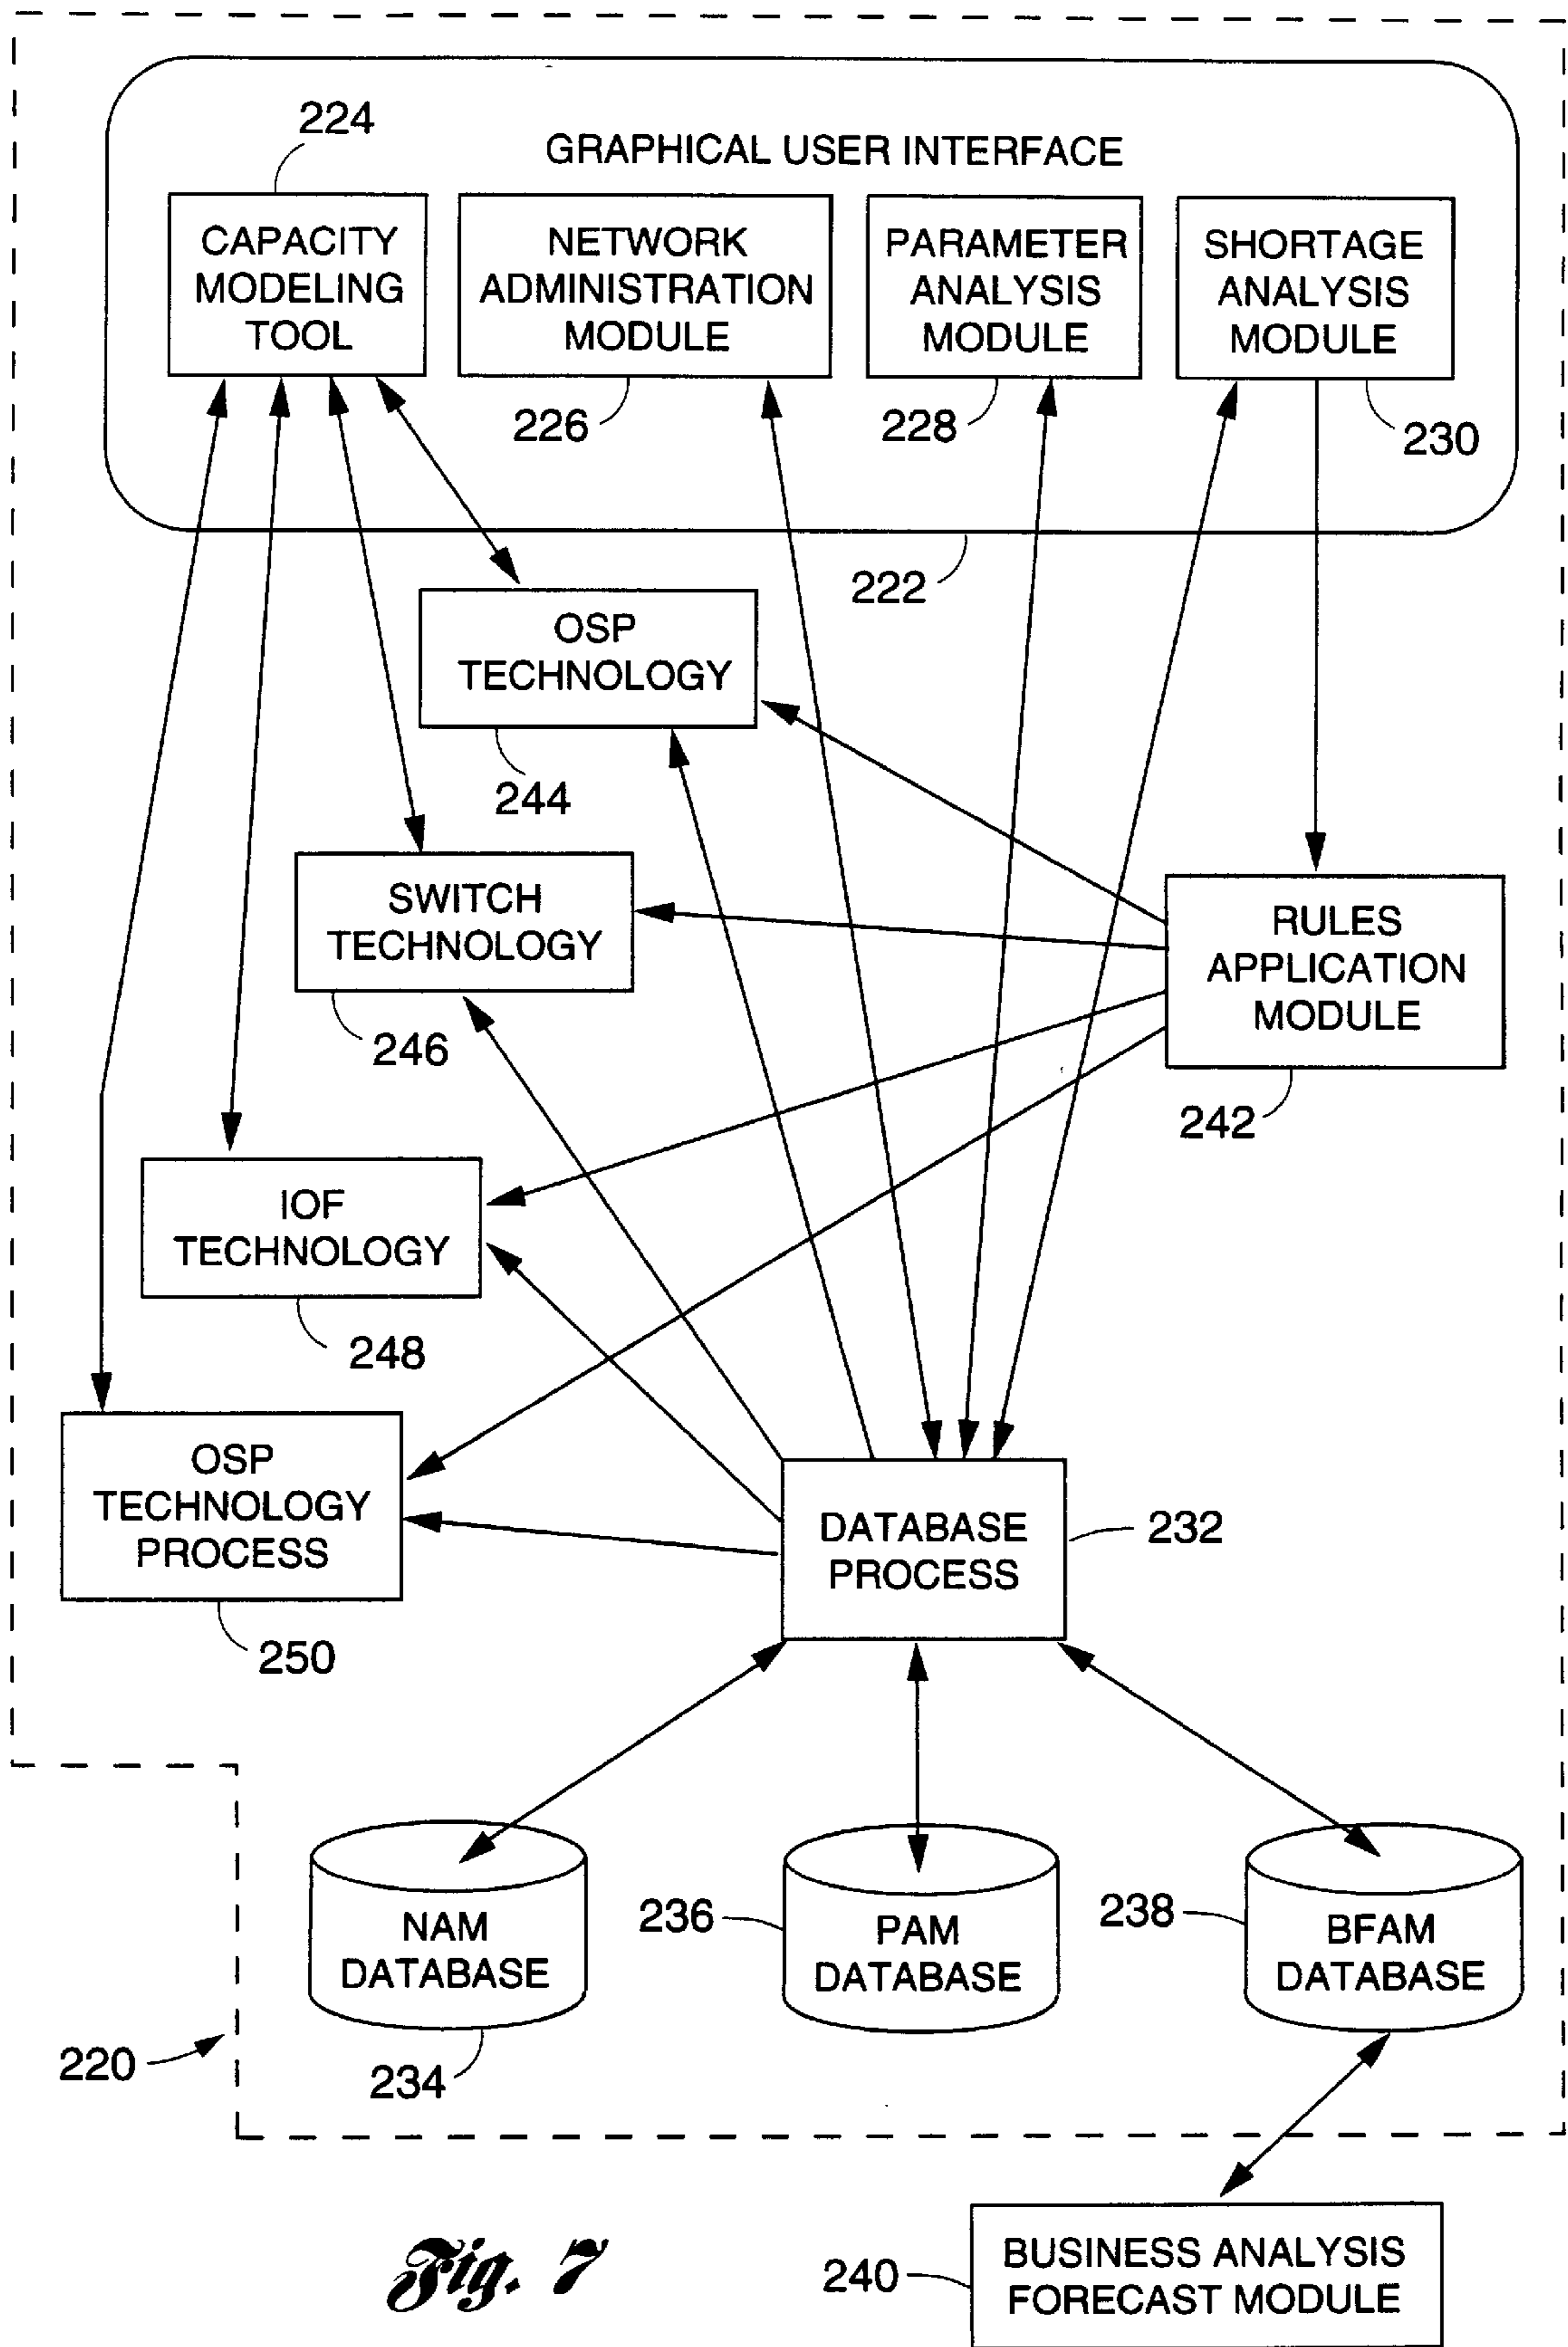 224
GRAPHICAL USER INTERFACE
CAPACITY
MODELING
TOOL
NETWORK
ADMINISTRATION
MODULE
PARAMETER
ANALYSIS
MODULE
SHORTAGE
ANALYSIS
MODULE
226
228
230
222
OSP
TECHNOLOGY
244
SWITCH
TECHNOLOGY
246
RULES
APPLICATION
MODULE
242
IOF
TECHNOLOGY
248
OSP
TECHNOLOGY
PROCESS
250
DATABASE
PROCESS
232
NAM
DATABASE
234
236
PAM
DATABASE
238
BFAM
DATABASE
220
Fig. 7
240
BUSINESS ANALYSIS
FORECAST MODULE